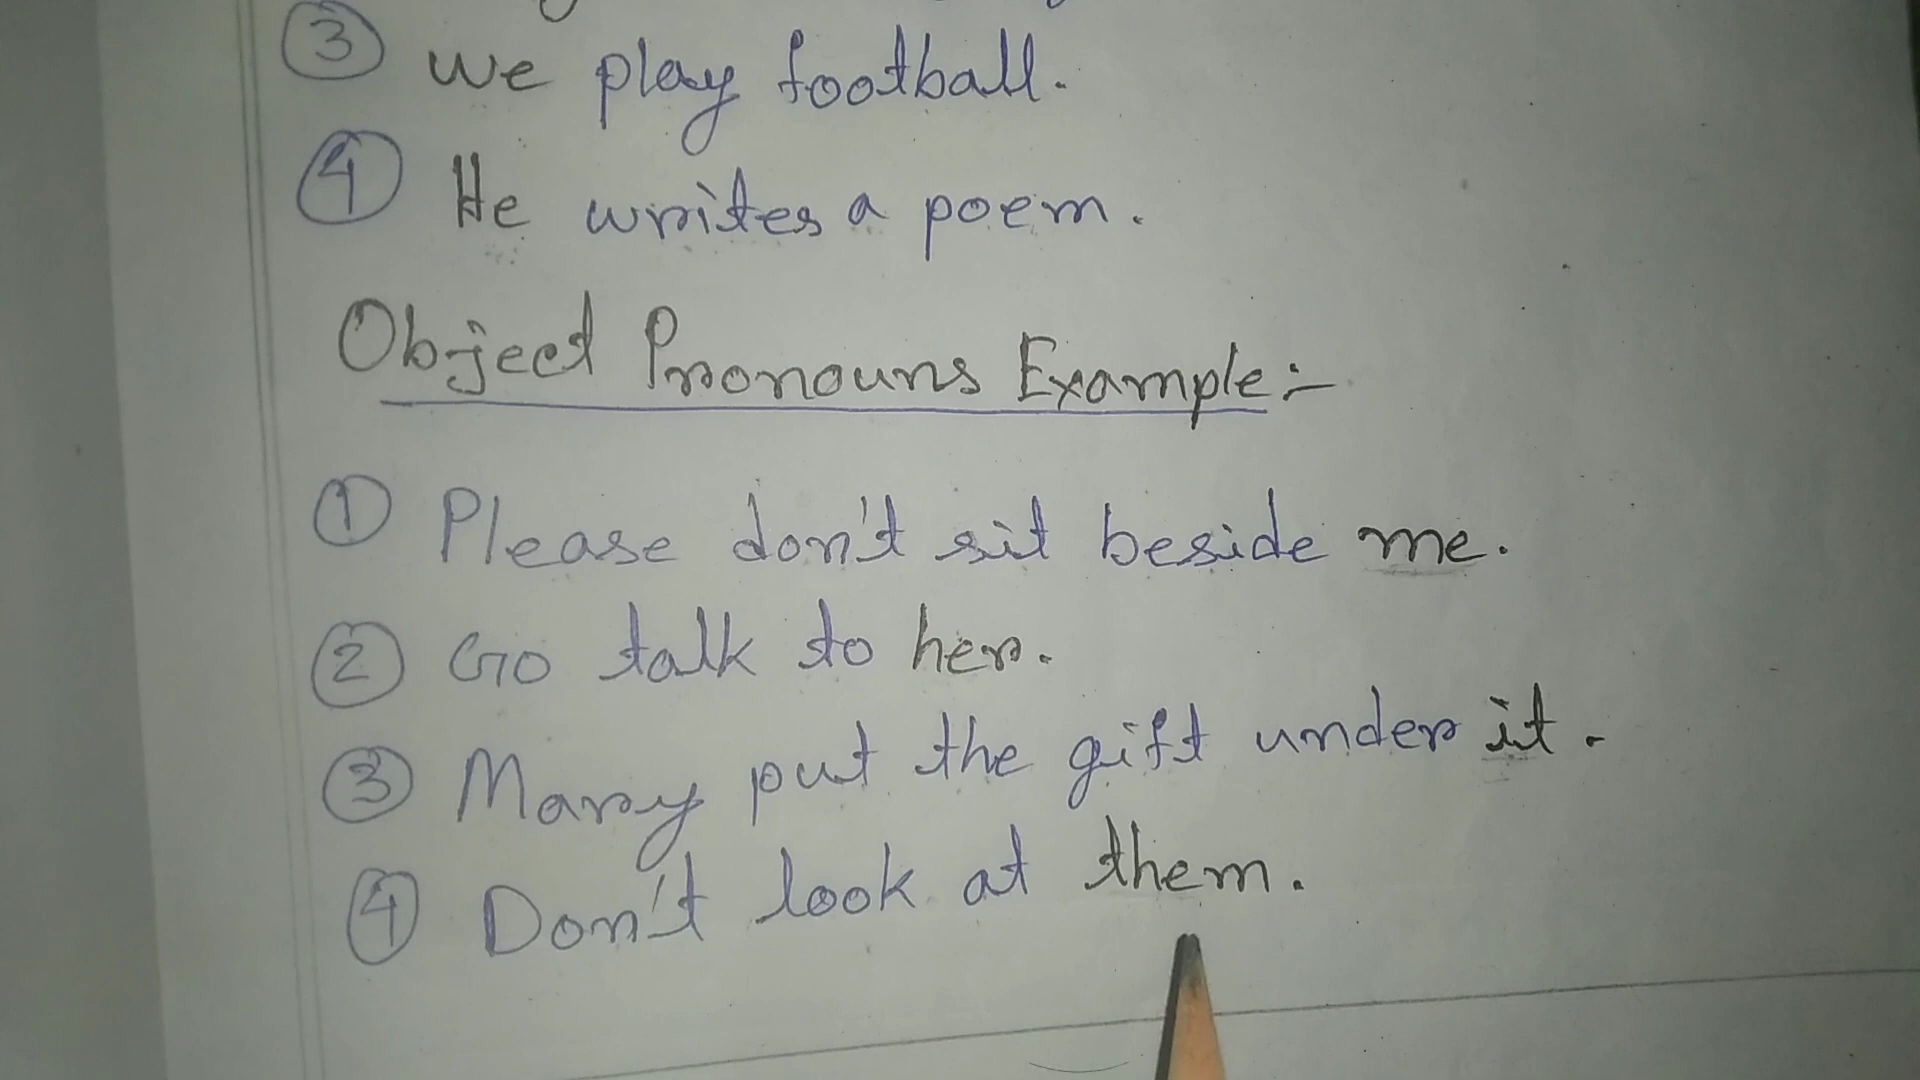 ③ We play football.
④ He writes a poem.
Object Pronouns Example:-
① Please don't sit beside me.
② Go talk to her.
③ Mary put the gift under it.
④ Don't look at them.